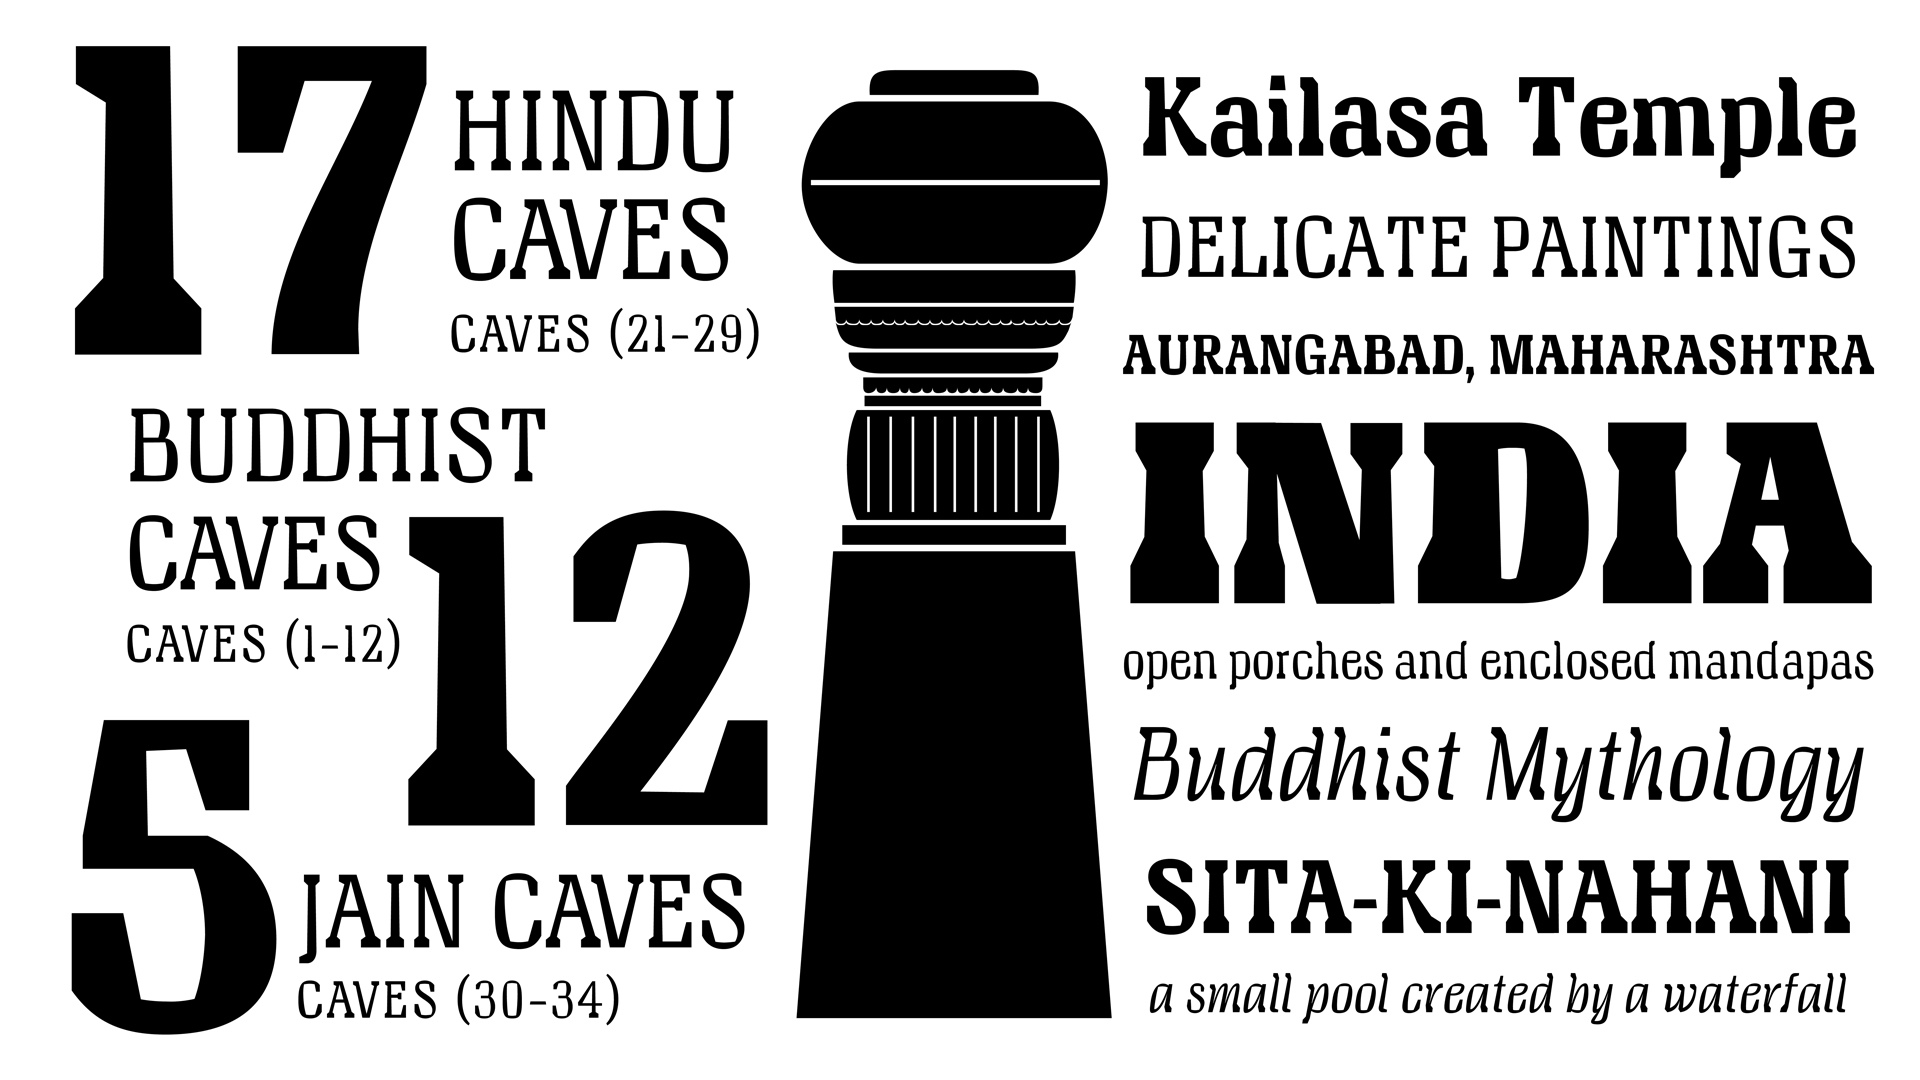 17
HINDU
CAVES
CAVES (21-29)
BUDDHIST
CAVES
CAVES (1-12)
12
5
JAIN CAVES
CAVES (30-34)
Kailasa Temple
DELICATE PAINTINGS
AURANGABAD, MAHARASHTRA
INDIA
open porches and enclosed mandapas
Buddhist Mythology
SITA-KI-NAHANI
a small pool created by a waterfall